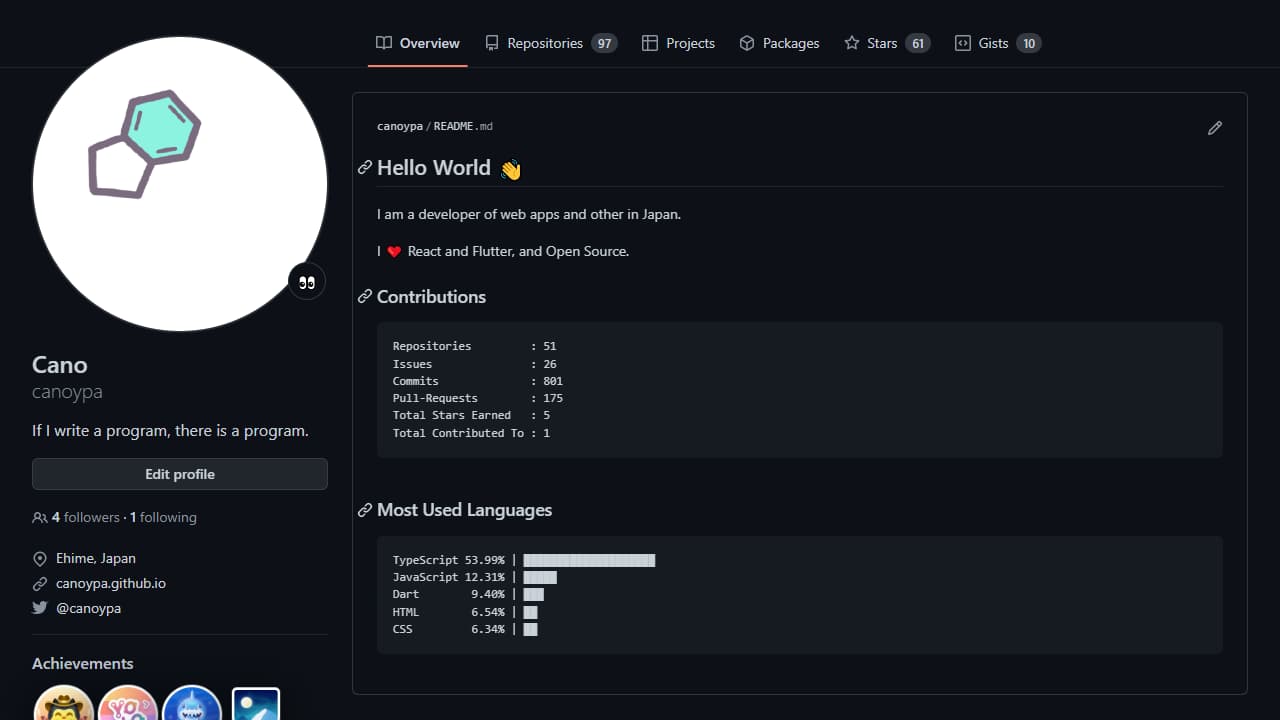 Overview
Repositories 97
Projects
Packages
Stars 61
Gists 10
canoypa/README.md
Hello World 👋
I am a developer of web apps and other in Japan.
I ❤️ React and Flutter, and Open Source.
Contributions
Repositories : 51
Issues : 26
Commits : 801
Pull-Requests : 175
Total Stars Earned : 5
Total Contributed To : 1
Most Used Languages
TypeScript 53.99% | ████████████████████
JavaScript 12.31% | █████
Dart 9.40% | ███
HTML 6.54% | ██
CSS 6.34% | ██
Cano
canoypa
If I write a program, there is a program.
Edit profile
4 followers · 1 following
Ehime, Japan
canoypa.github.io
@canoypa
Achievements